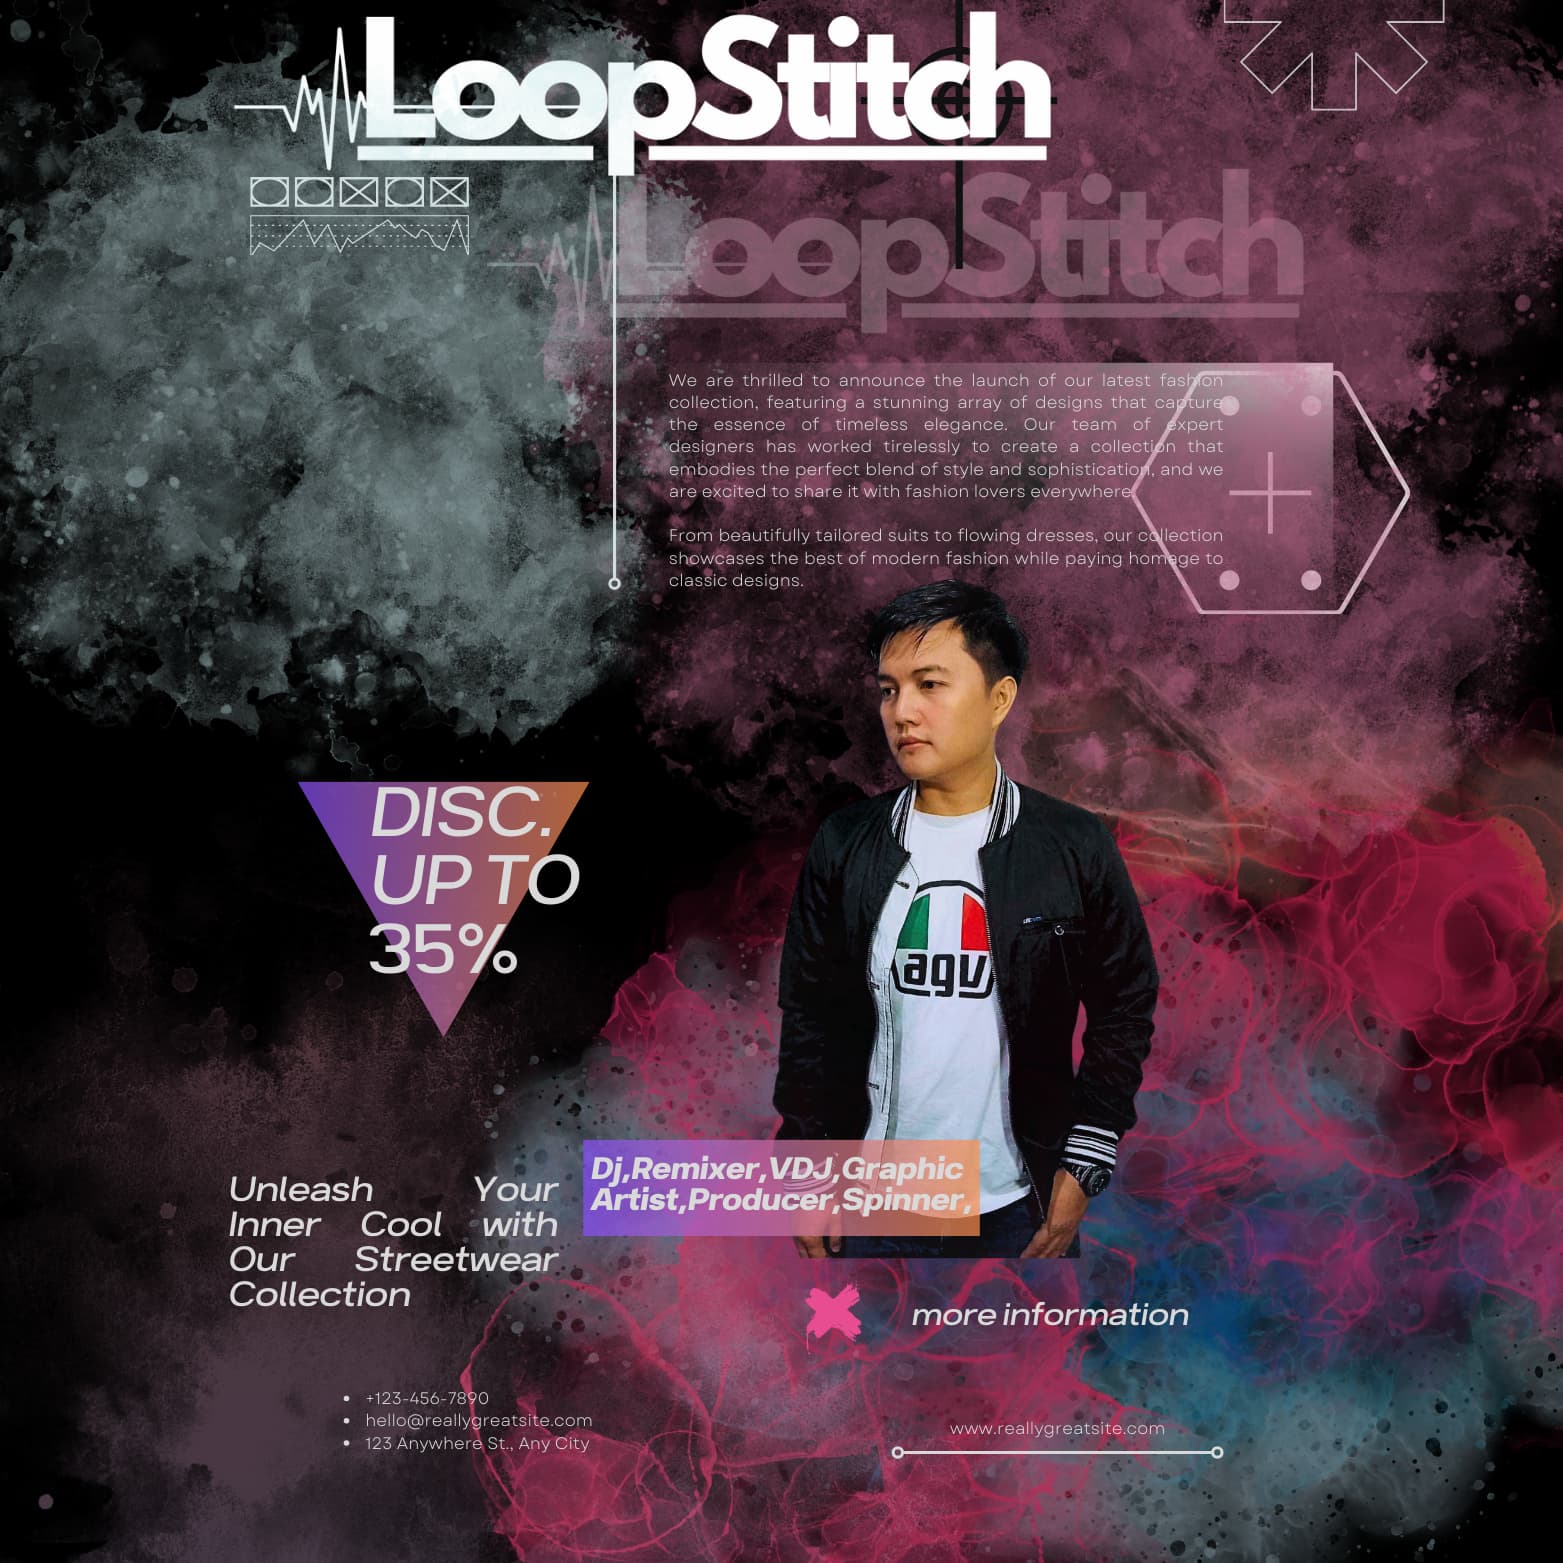 LoopStitch
LoopStitch
We are thrilled to announce the launch of our latest fashion
collection, featuring a stunning array of designs that capture
the essence of timeless elegance. Our team of expert
designers has worked tirelessly to create a collection that
embodies the perfect blend of style and sophistication, and we
are excited to share it with fashion lovers everywhere.
From beautifully tailored suits to flowing dresses, our collection
showcases the best of modern fashion while paying homage to
classic designs.
DISC.
UP TO
35%
agv
Dj,Remixer,VDJ,Graphic
Artist,Producer,Spinner,
Unleash Your
Inner Cool with
Our Streetwear
Collection
more information
• +123-456-7890
• hello@reallygreatsite.com
• 123 Anywhere St., Any City
www.reallygreatsite.com